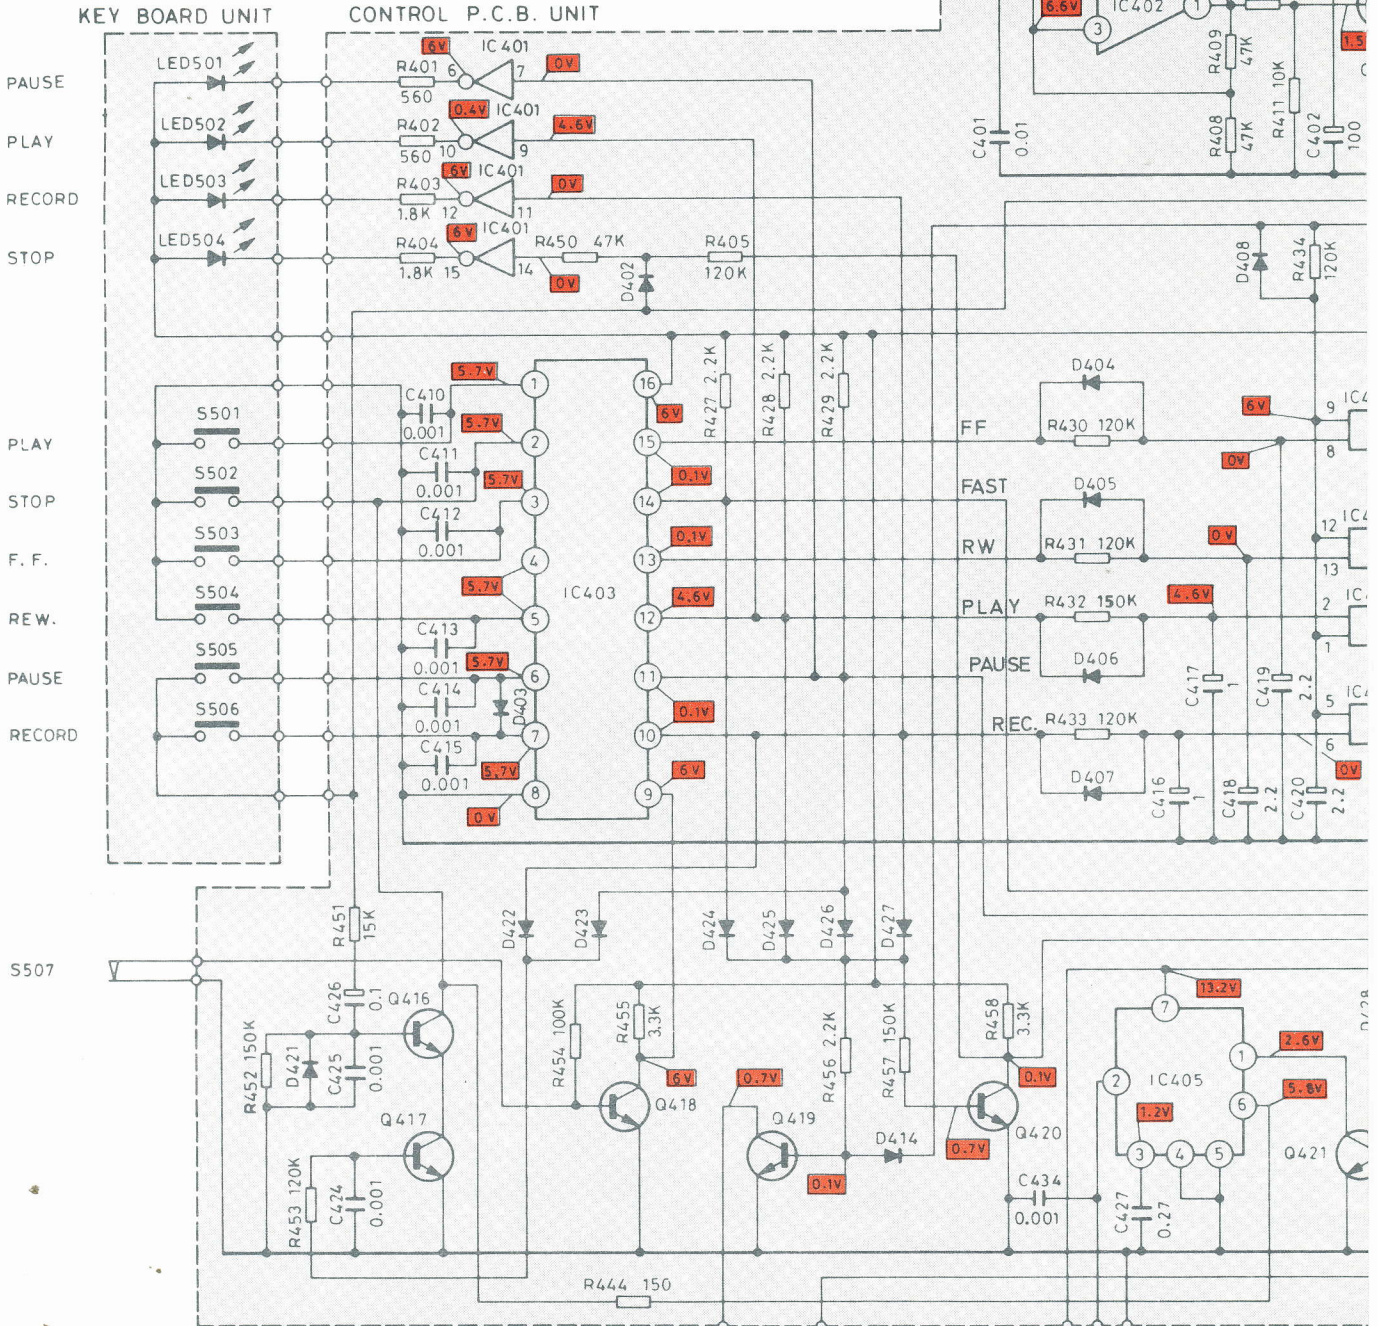 KEY BOARD UNIT
CONTROL P.C.B. UNIT
6.6V
IC402
1
3
1.5
R409
47K
R411 10K
R408
47K
C402
100
C401
0.01
PAUSE
LED501
R401
560
6V
6
IC401
7
0V
PLAY
LED502
R402
560
0.4V
10
IC401
9
4.6V
RECORD
LED503
R403
1.8K
6V
12
IC401
11
0V
STOP
LED504
R404
1.8K
6V
15
IC401
14
0V
R450 47K
D402
R405
120K
D408
R434
120K
R427 2.2K
R428 2.2K
R429 2.2K
PLAY
S501
STOP
S502
F.F.
S503
REW.
S504
PAUSE
S505
RECORD
S506
C410
0.001
C411
0.001
C412
0.001
C413
0.001
C414
0.001
C415
0.001
D403
5.7V
5.7V
5.7V
5.7V
5.7V
5.7V
0V
1
2
3
4
5
6
7
8
IC403
16
15
14
13
12
11
10
9
6V
0.1V
0.1V
4.6V
0.1V
6V
FF
FAST
RW
PLAY
PAUSE
REC.
D404
R430 120K
D405
R431 120K
R432 150K
D406
R433 120K
D407
6V
0V
0V
4.6V
0V
9
8
IC4
12
13
IC4
2
1
IC4
5
6
IC4
C417
1
C419
2.2
C416
1
C418
2.2
C420
2.2
S507
R451
15K
C426
0.1
Q416
R452 150K
D421
C425
0.001
Q417
R453 120K
C424
0.001
D422
D423
D424
D425
D426
D427
R454 100K
R455
3.3K
6V
Q418
0.7V
Q419
R456 2.2K
R457 150K
0.1V
D414
R458
3.3K
0.1V
0.7V
Q420
C434
0.001
13.2V
7
2
1
6
3
4
5
IC405
1.2V
2.6V
5.8V
C427
0.27
Q421
R444 150